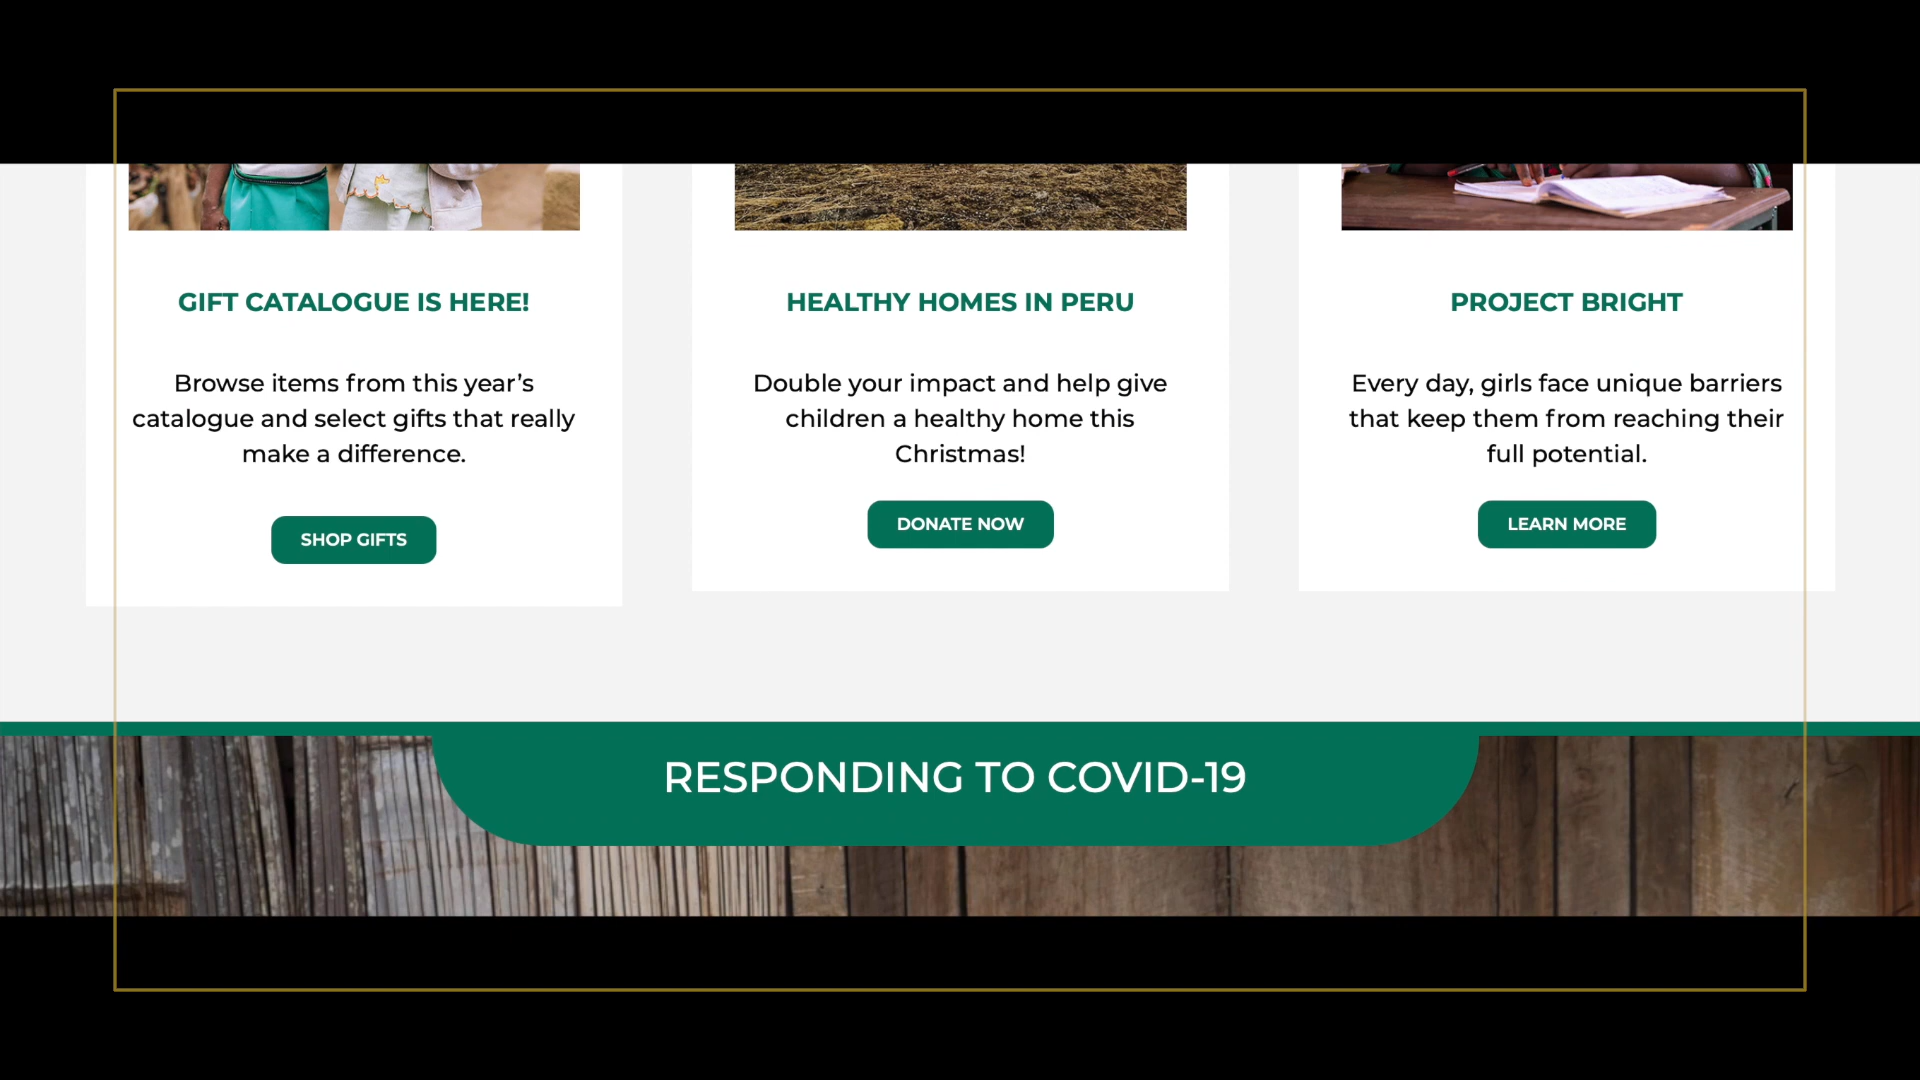 GIFT CATALOGUE IS HERE!
Browse items from this year’s
catalogue and select gifts that really
make a difference.
SHOP GIFTS
HEALTHY HOMES IN PERU
Double your impact and help give
children a healthy home this
Christmas!
DONATE NOW
PROJECT BRIGHT
Every day, girls face unique barriers
that keep them from reaching their
full potential.
LEARN MORE
RESPONDING TO COVID-19